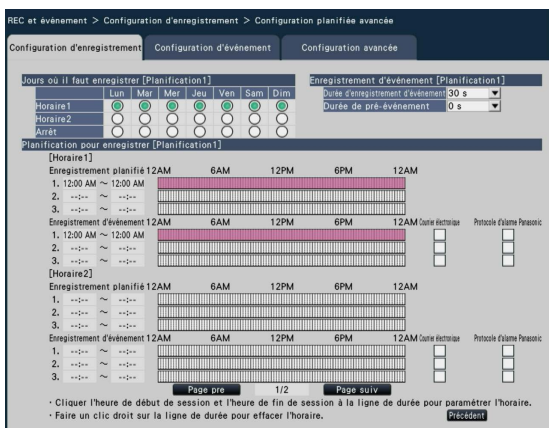 REC et évènement > Configuration d'enregistrement > Configuration planifiée avancée
Configuration d'enregistrement Configuration d'événement Configuration avancée
Jours où il faut enregistrer [Planification1] Enregistrement d'événement [Planification1]
Lun Mar Mer Jeu Ven Sam Dim Durée d'enregistrement d'événement 30 s
Horaire1 Durée de pré-événement 0 s
Horaire2
Arrêt
Planification pour enregistrer [Planification1]
[Horaire1]
Enregistrement planifié 12AM 6AM 12PM 6PM 12AM
1. 12:00 AM ~ 12:00 AM
2. --:-- ~ --:--
3. --:-- ~ --:--
Enregistrement d'évènement 12AM 6AM 12PM 6PM 12AM Courrier électronique Protocole d'alarme Panasonic
1. 12:00 AM ~ 12:00 AM
2. --:-- ~ --:--
3. --:-- ~ --:--
[Horaire2]
Enregistrement planifié 12AM 6AM 12PM 6PM 12AM
1. --:-- ~ --:--
2. --:-- ~ --:--
3. --:-- ~ --:--
Enregistrement d'évènement 12AM 6AM 12PM 6PM 12AM Courrier électronique Protocole d'alarme Panasonic
1. --:-- ~ --:--
2. --:-- ~ --:--
3. --:-- ~ --:--
Page pre 1/2 Page suiv
· Cliquer l'heure de début de session et l'heure de fin de session à la ligne de durée pour paramétrer l'horaire.
· Faire un clic droit sur la ligne de durée pour effacer l'horaire. Précédent